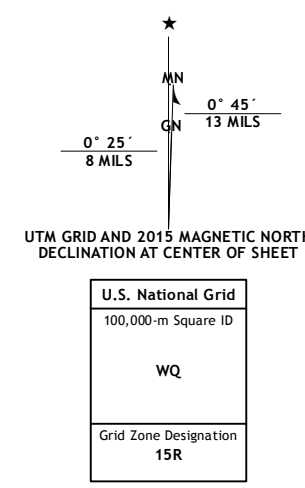 ★
MN
GN
0° 45´
13 MILS
0° 25´
8 MILS
UTM GRID AND 2015 MAGNETIC NORTH
DECLINATION AT CENTER OF SHEET
U.S. National Grid
100,000-m Square ID
WQ
Grid Zone Designation
15R